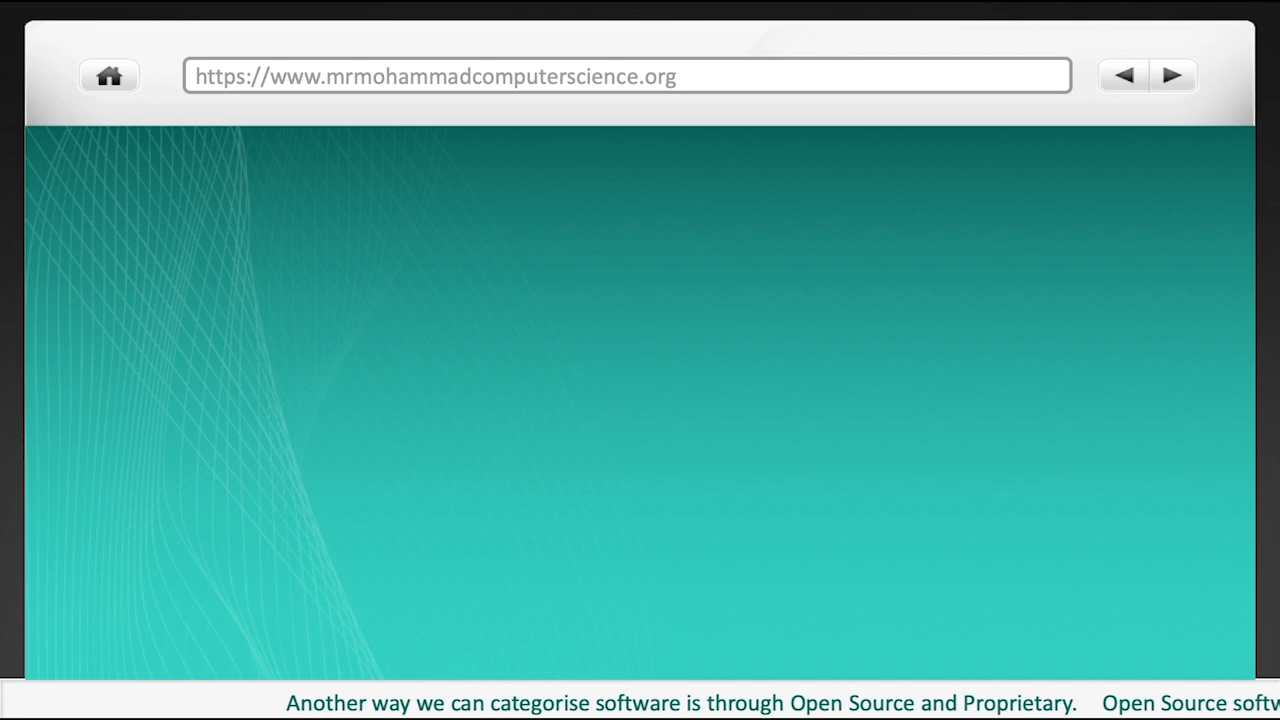 https://www.mrmohammadcomputerscience.org
Another way we can categorise software is through Open Source and Proprietary. Open Source